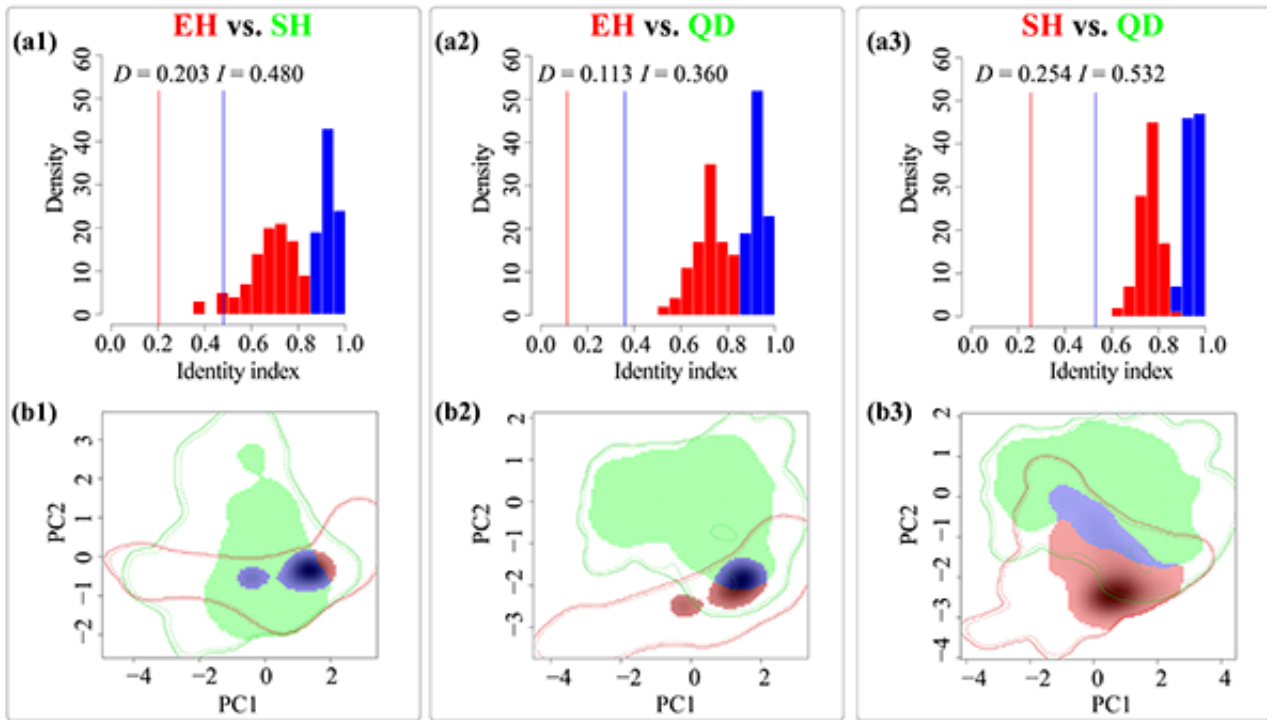 EH vs. SH
(a1)
D = 0.203 I = 0.480
60
50
40
30
20
10
0
Density
0.0 0.2 0.4 0.6 0.8 1.0
Identity index
EH vs. QD
(a2)
D = 0.113 I = 0.360
60
50
40
30
20
10
0
Density
0.0 0.2 0.4 0.6 0.8 1.0
Identity index
SH vs. QD
(a3)
D = 0.254 I = 0.532
60
50
40
30
20
10
0
Density
0.0 0.2 0.4 0.6 0.8 1.0
Identity index
(b1)
3
2
1
0
−1
−2
PC2
−4 −2 0 2
PC1
(b2)
2
1
0
−1
−2
−3
PC2
−4 −2 0 2
PC1
(b3)
2
1
0
−1
−2
−3
−4
PC2
−4 −2 0 2 4
PC1